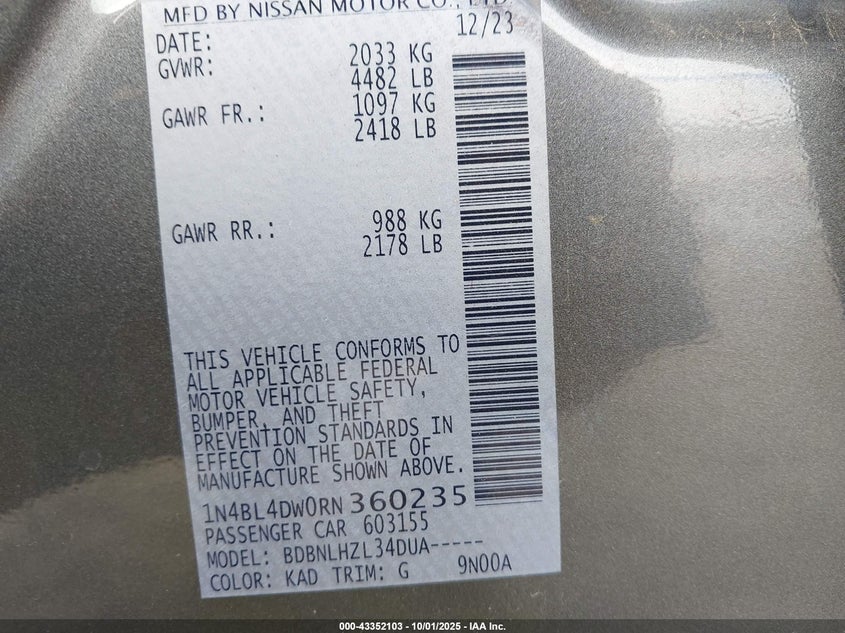 MFD BY NISSAN MOTOR CO., LTD.
DATE: 12/23
GVWR: 2033 KG
4482 LB
GAWR FR.: 1097 KG
2418 LB
GAWR RR.: 988 KG
2178 LB
THIS VEHICLE CONFORMS TO
ALL APPLICABLE FEDERAL
MOTOR VEHICLE SAFETY,
BUMPER, AND THEFT
PREVENTION STANDARDS IN
EFFECT ON THE DATE OF
MANUFACTURE SHOWN ABOVE.
1N4BL4DW0RN360235
PASSENGER CAR 603155
MODEL: BDBNLHZL34DUA-----
COLOR: KAD TRIM: G 9N00A
000-43352103 - 10/01/2025 - IAA Inc.